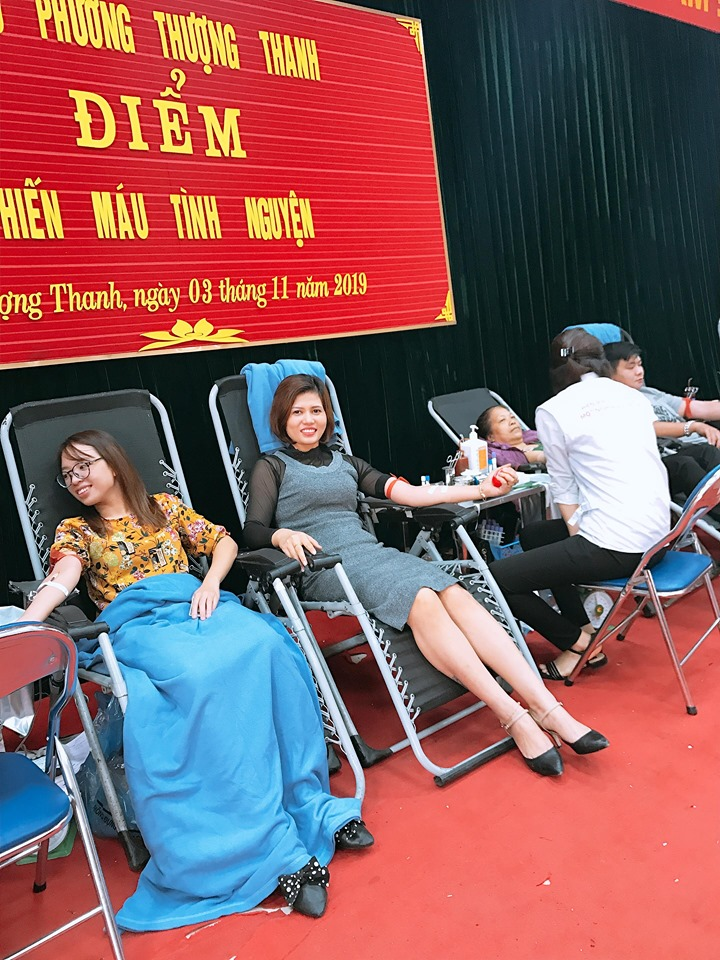 PHƯỜNG THƯỢNG THANH
ĐIỂM
HIẾN MÁU TÌNH NGUYỆN
ợng Thanh, ngày 03 tháng 11 năm 2019